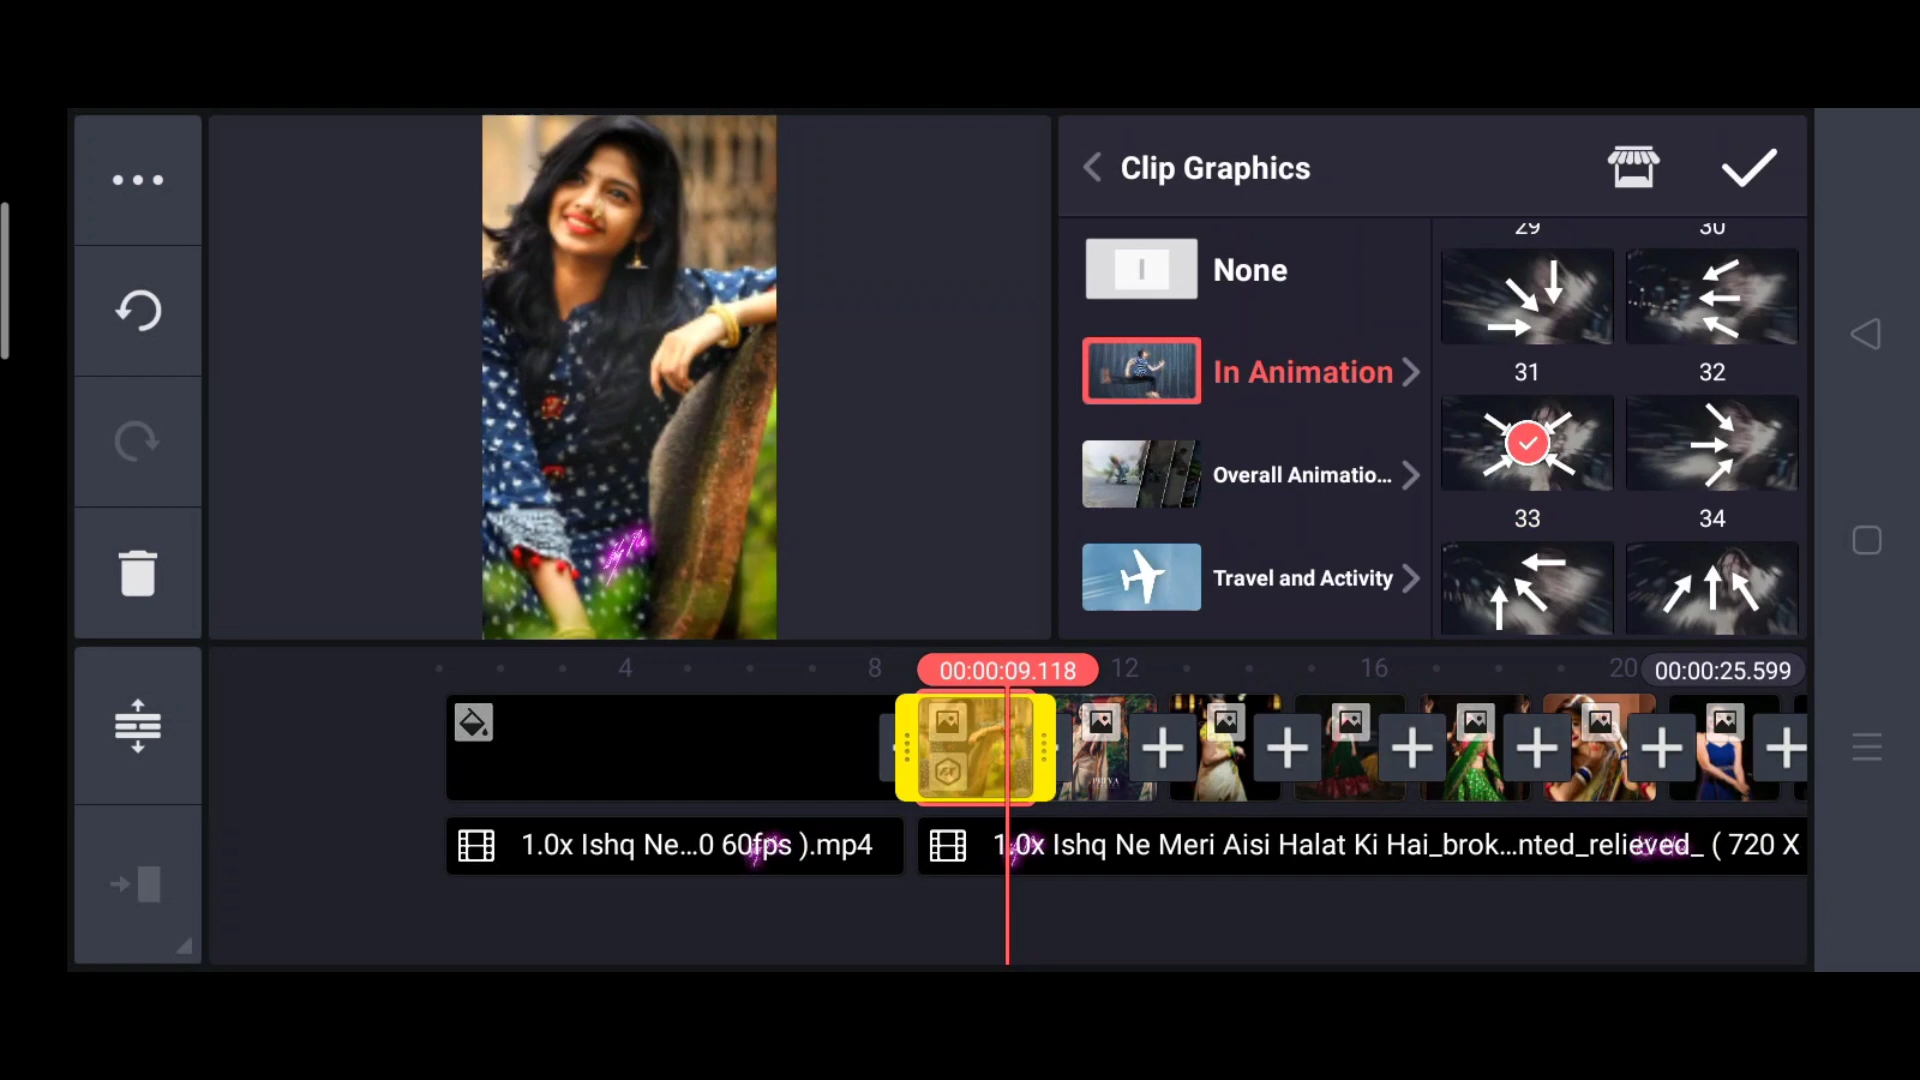 Clip Graphics
None
In Animation
Overall Animatio...
Travel and Activity
29
30
31
32
33
34
4
8
00:00:09.118
12
16
20
00:00:25.599
PRIYA
1.0x Ishq Ne...0 60fps ).mp4
1.0x Ishq Ne Meri Aisi Halat Ki Hai_brok...nted_relieved_ ( 720 X